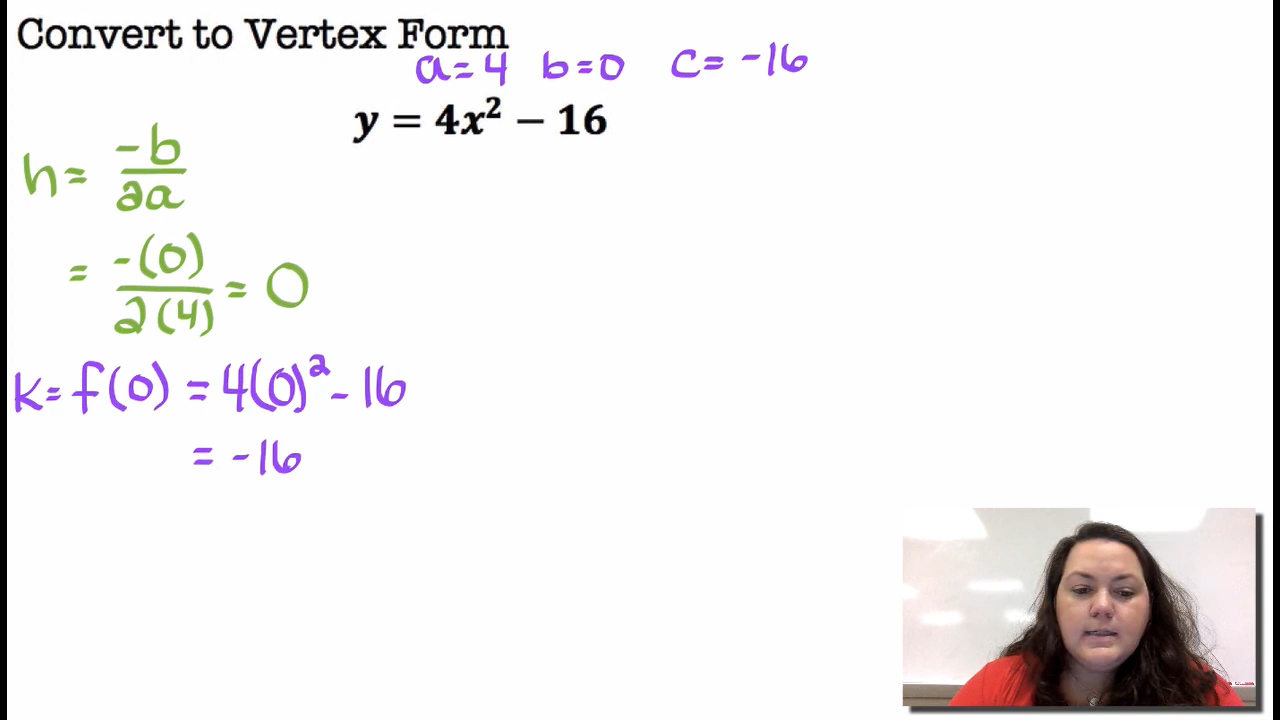 Convert to Vertex Form
a=4 b=0 c=-16
y = 4x² − 16
h= -b/2a
= -(0)/2(4) = 0
K= f(0) = 4(0)² - 16
= -16